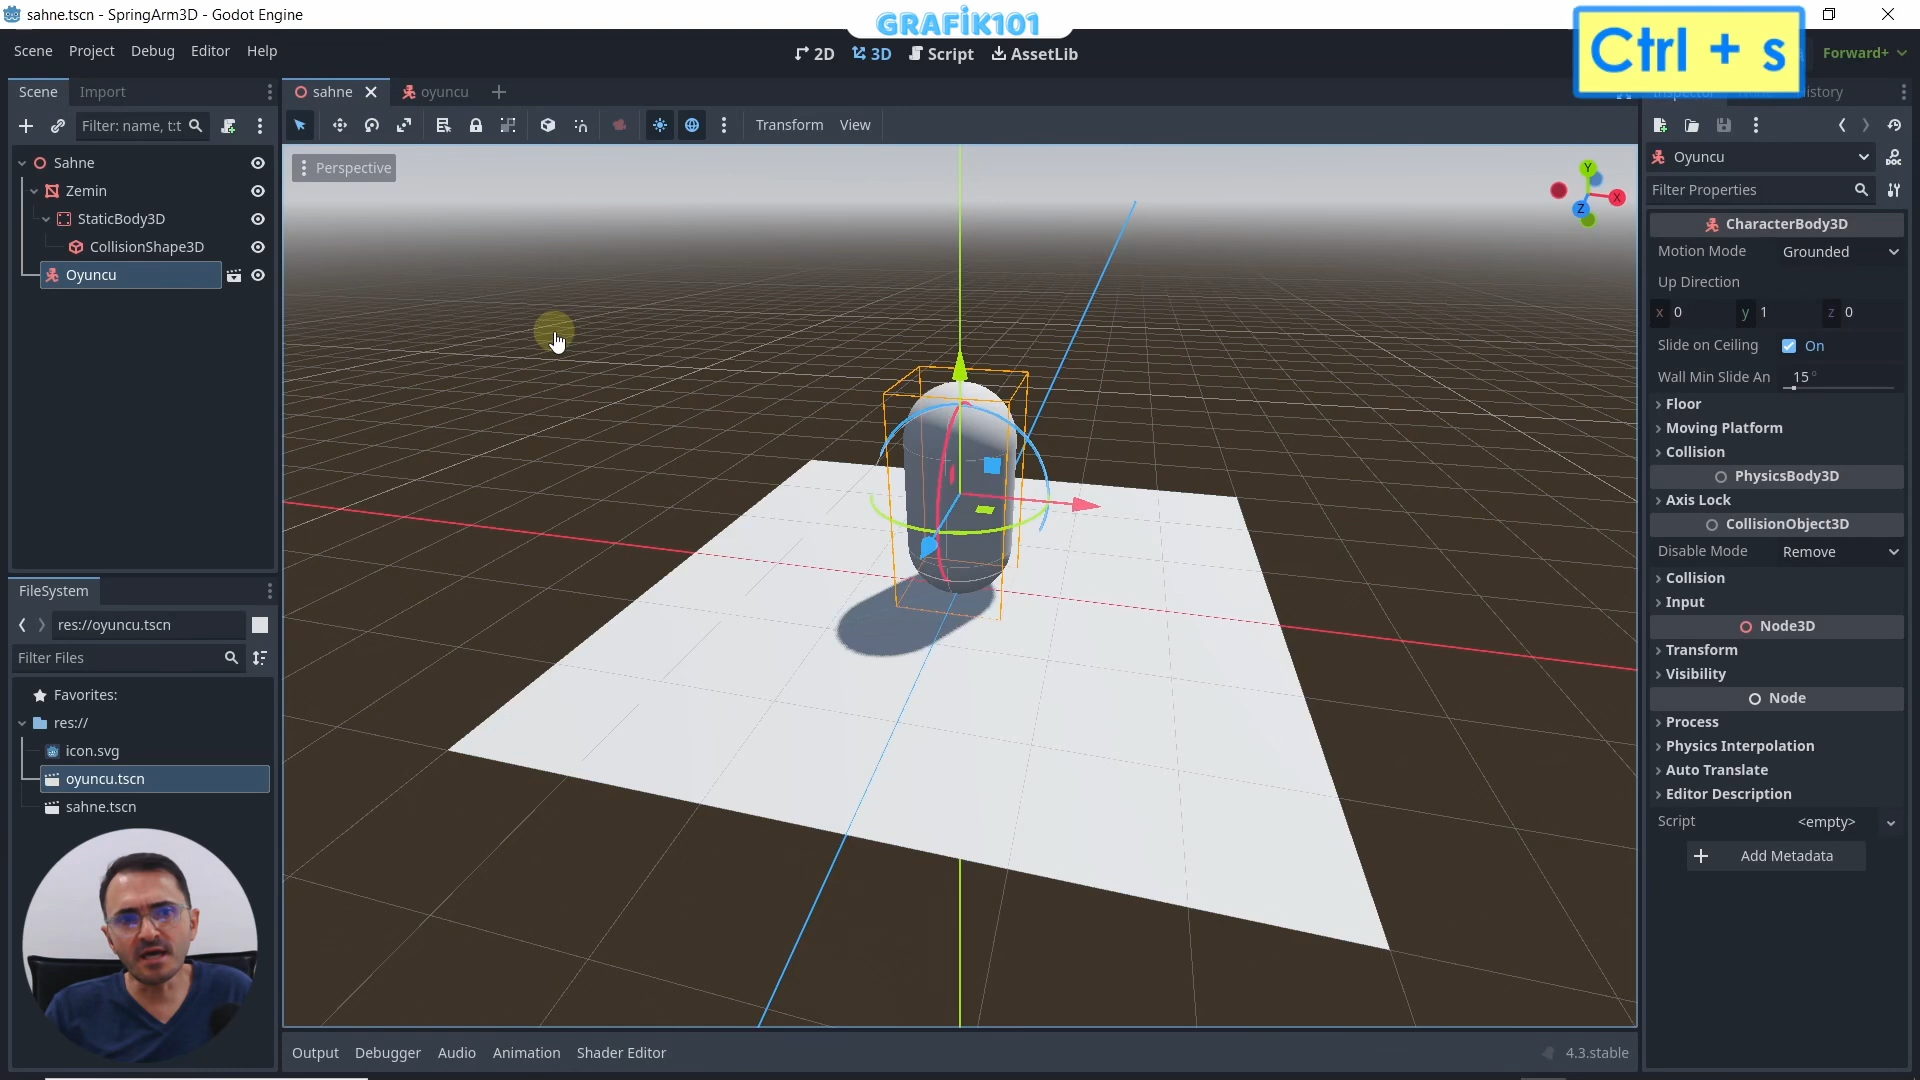 sahne.tscn - SpringArm3D - Godot Engine
GRAFİK101
Ctrl + s
Scene Project Debug Editor Help
2D 3D Script AssetLib
Forward+
Scene Import
sahne oyuncu
Inspector History
Filter: name, t:t
Transform View
Sahne
Zemin
StaticBody3D
CollisionShape3D
Oyuncu
Perspective
Y
X
Z
FileSystem
res://oyuncu.tscn
Filter Files
Favorites:
res://
icon.svg
oyuncu.tscn
sahne.tscn
Output Debugger Audio Animation Shader Editor
4.3.stable
Oyuncu
Filter Properties
CharacterBody3D
Motion Mode Grounded
Up Direction
x 0 y 1 z 0
Slide on Ceiling On
Wall Min Slide An 15 °
Floor
Moving Platform
Collision
PhysicsBody3D
Axis Lock
CollisionObject3D
Disable Mode Remove
Collision
Input
Node3D
Transform
Visibility
Node
Process
Physics Interpolation
Auto Translate
Editor Description
Script <empty>
Add Metadata